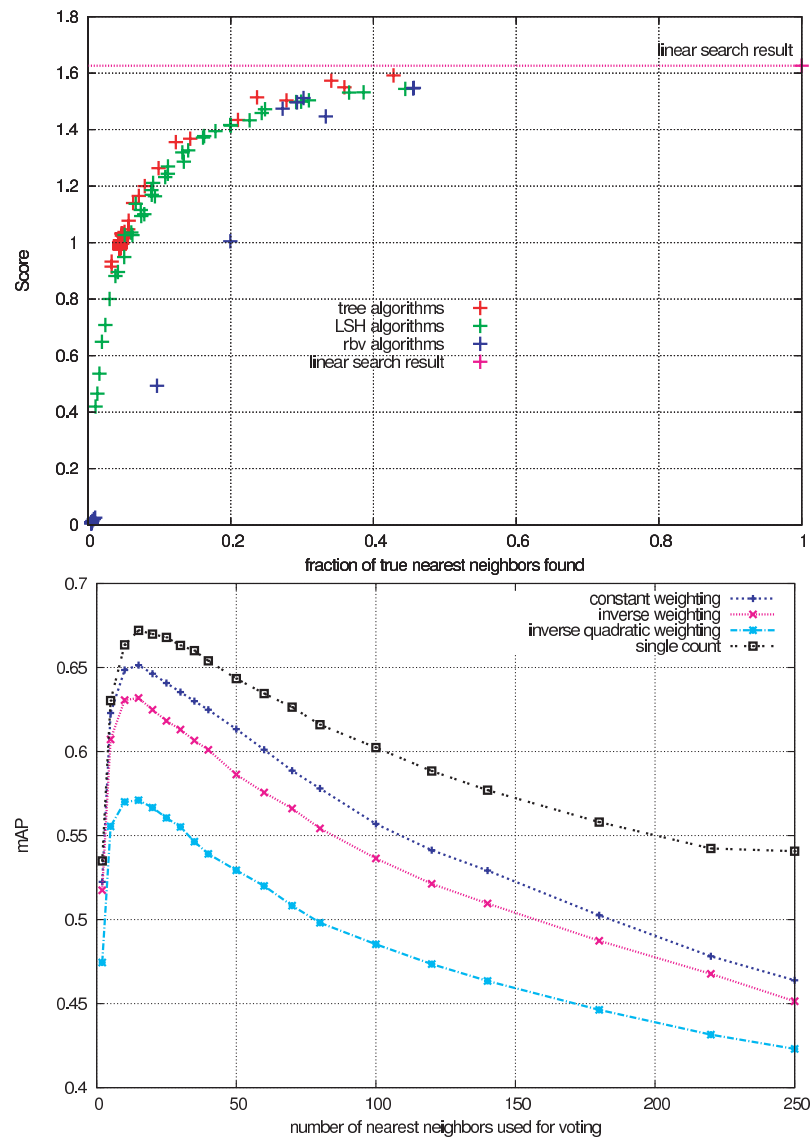 1.8
1.6
1.4
1.2
1
0.8
0.6
0.4
0.2
0
Score
linear search result
tree algorithms
LSH algorithms
rbv algorithms
linear search result
0 0.2 0.4 0.6 0.8 1
fraction of true nearest neighbors found
0.7
0.65
0.6
0.55
0.5
0.45
0.4
mAP
constant weighting
inverse weighting
inverse quadratic weighting
single count
0 50 100 150 200 250
number of nearest neighbors used for voting